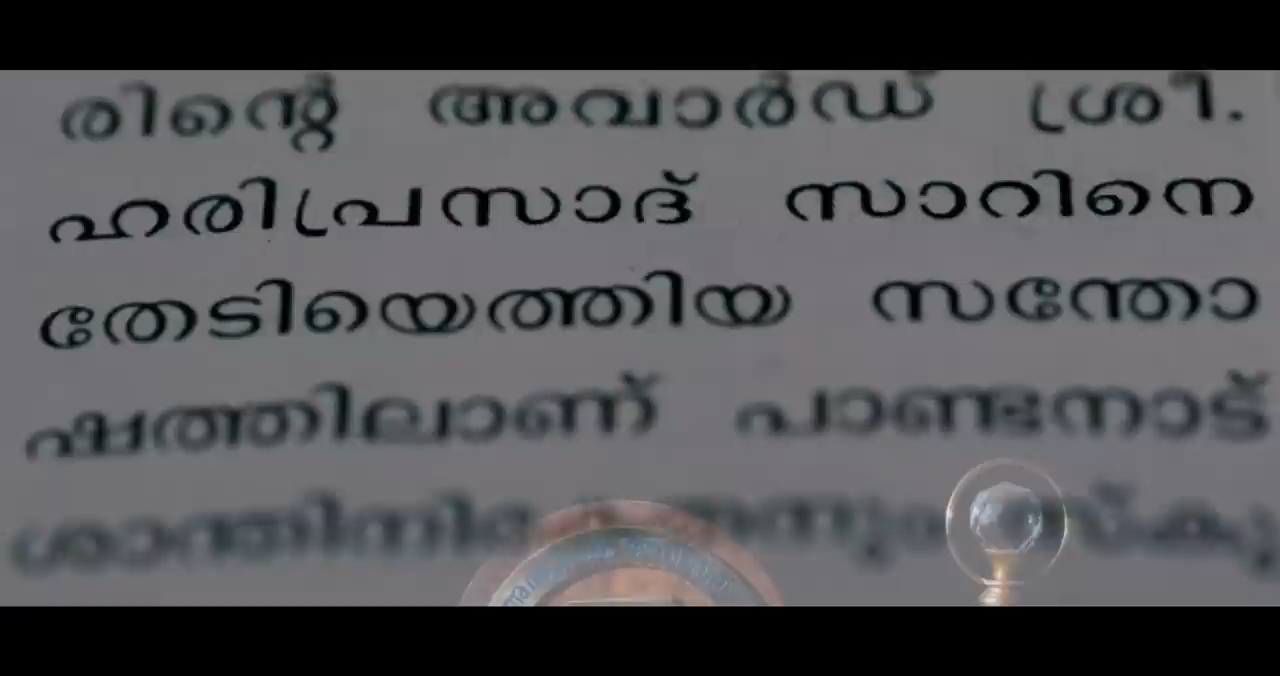 രിന്റെ അവാർഡ് ശ്രീ.
ഹരിപ്രസാദ് സാറിനെ
തേടിയെത്തിയ സന്തോ
ഷത്തിലാണ് പാണ്ടനാട്